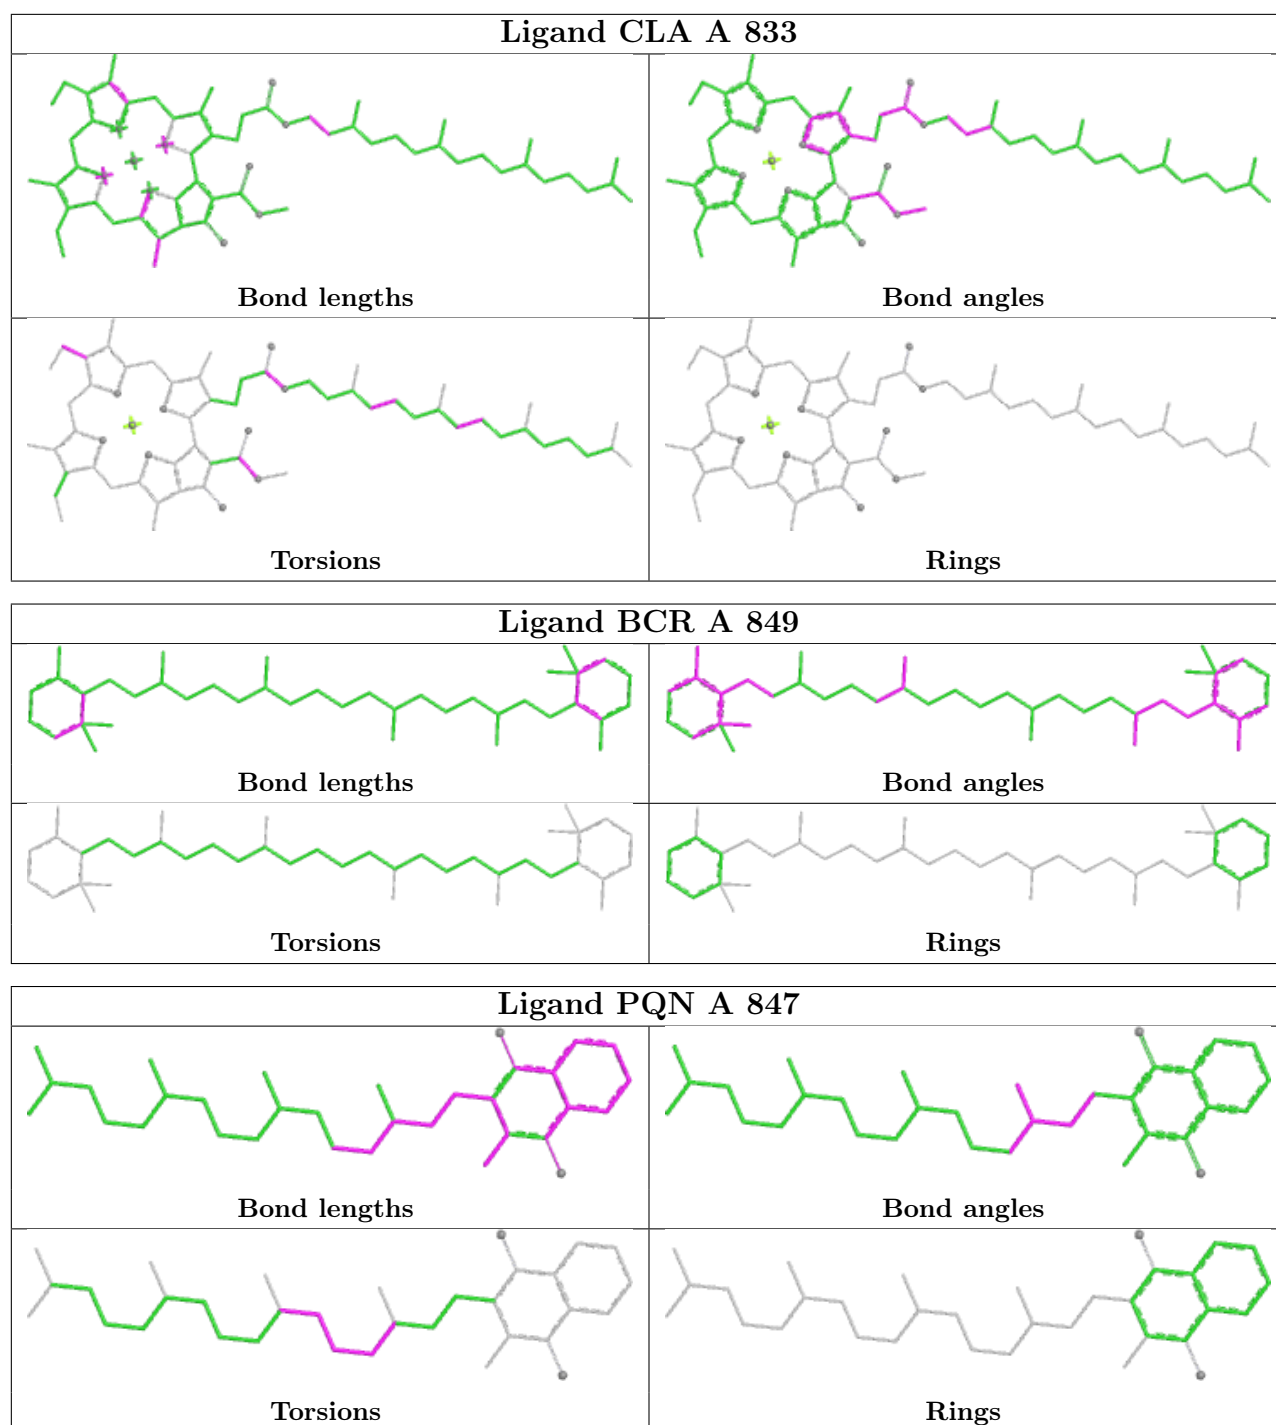 Ligand CLA A 833
Bond lengths
Bond angles
Torsions
Rings
Ligand BCR A 849
Bond lengths
Bond angles
Torsions
Rings
Ligand PQN A 847
Bond lengths
Bond angles
Torsions
Rings